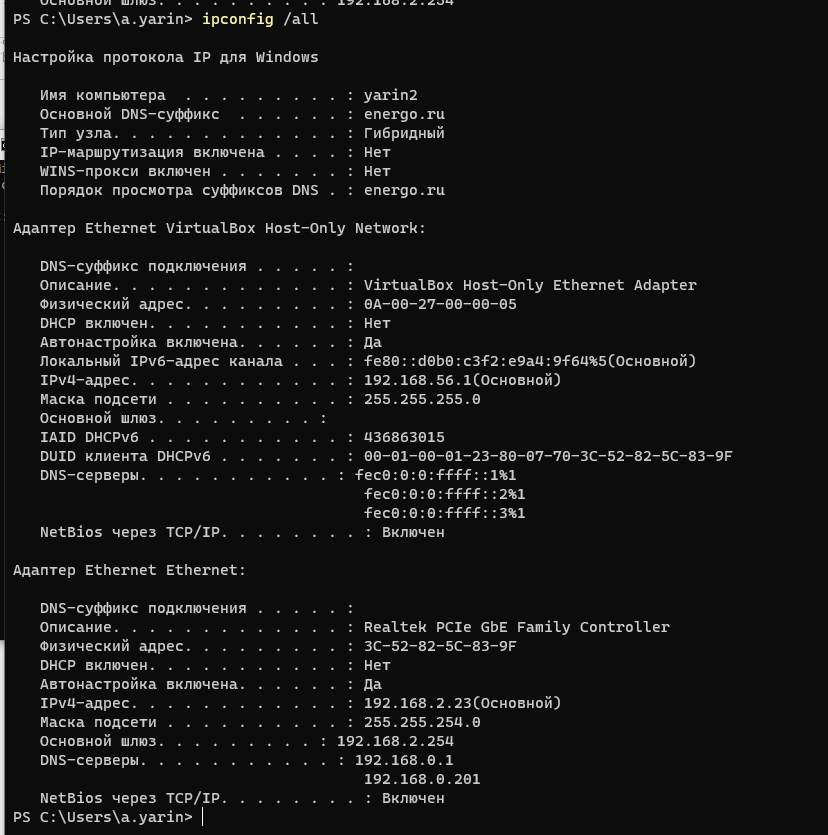 Основной шлюз. . . . . . . . . : 192.168.2.254
PS C:\Users\a.yarin> ipconfig /all
Настройка протокола IP для Windows
Имя компьютера  . . . . . . . . . : yarin2
Основной DNS-суффикс  . . . . . . : energo.ru
Тип узла. . . . . . . . . . . . . : Гибридный
IP-маршрутизация включена . . . . : Нет
WINS-прокси включен . . . . . . . : Нет
Порядок просмотра суффиксов DNS . : energo.ru
Адаптер Ethernet VirtualBox Host-Only Network:
DNS-суффикс подключения . . . . . :
Описание. . . . . . . . . . . . . : VirtualBox Host-Only Ethernet Adapter
Физический адрес. . . . . . . . . : 0A-00-27-00-00-05
DHCP включен. . . . . . . . . . . : Нет
Автонастройка включена. . . . . . : Да
Локальный IPv6-адрес канала . . . : fe80::d0b0:c3f2:e9a4:9f64%5(Основной)
IPv4-адрес. . . . . . . . . . . . : 192.168.56.1(Основной)
Маска подсети . . . . . . . . . . : 255.255.255.0
Основной шлюз. . . . . . . . . :
IAID DHCPv6 . . . . . . . . . . . : 436863015
DUID клиента DHCPv6 . . . . . . . : 00-01-00-01-23-80-07-70-3C-52-82-5C-83-9F
DNS-серверы. . . . . . . . . . . : fec0:0:0:ffff::1%1
fec0:0:0:ffff::2%1
fec0:0:0:ffff::3%1
NetBios через TCP/IP. . . . . . . . : Включен
Адаптер Ethernet Ethernet:
DNS-суффикс подключения . . . . . :
Описание. . . . . . . . . . . . . : Realtek PCIe GbE Family Controller
Физический адрес. . . . . . . . . : 3C-52-82-5C-83-9F
DHCP включен. . . . . . . . . . . : Нет
Автонастройка включена. . . . . . : Да
IPv4-адрес. . . . . . . . . . . . : 192.168.2.23(Основной)
Маска подсети . . . . . . . . . . : 255.255.254.0
Основной шлюз. . . . . . . . . : 192.168.2.254
DNS-серверы. . . . . . . . . . . : 192.168.0.1
192.168.0.201
NetBios через TCP/IP. . . . . . . . : Включен
PS C:\Users\a.yarin>